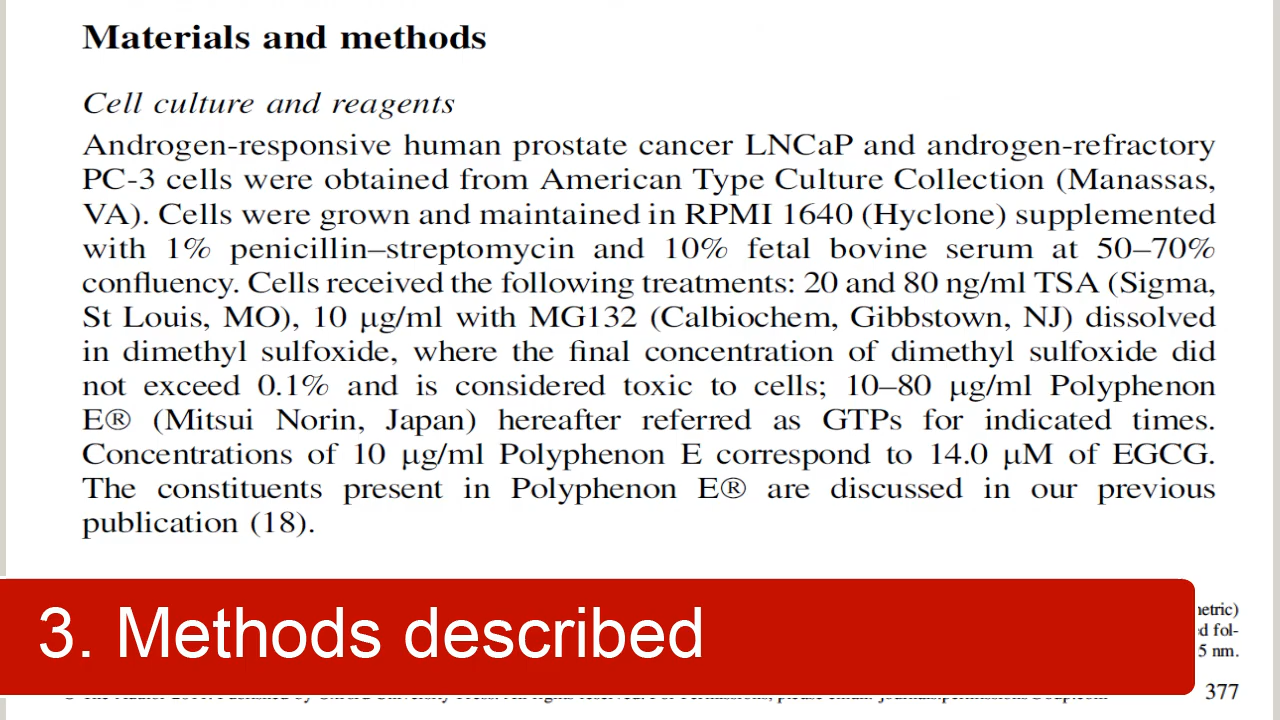 Materials and methods
Cell culture and reagents
Androgen-responsive human prostate cancer LNCaP and androgen-refractory
PC-3 cells were obtained from American Type Culture Collection (Manassas,
VA). Cells were grown and maintained in RPMI 1640 (Hyclone) supplemented
with 1% penicillin–streptomycin and 10% fetal bovine serum at 50–70%
confluency. Cells received the following treatments: 20 and 80 ng/ml TSA (Sigma,
St Louis, MO), 10 μg/ml with MG132 (Calbiochem, Gibbstown, NJ) dissolved
in dimethyl sulfoxide, where the final concentration of dimethyl sulfoxide did
not exceed 0.1% and is considered toxic to cells; 10–80 μg/ml Polyphenon
E® (Mitsui Norin, Japan) hereafter referred as GTPs for indicated times.
Concentrations of 10 μg/ml Polyphenon E correspond to 14.0 μM of EGCG.
The constituents present in Polyphenon E® are discussed in our previous
publication (18).
etric)
fol-
5 nm.
3. Methods described
377